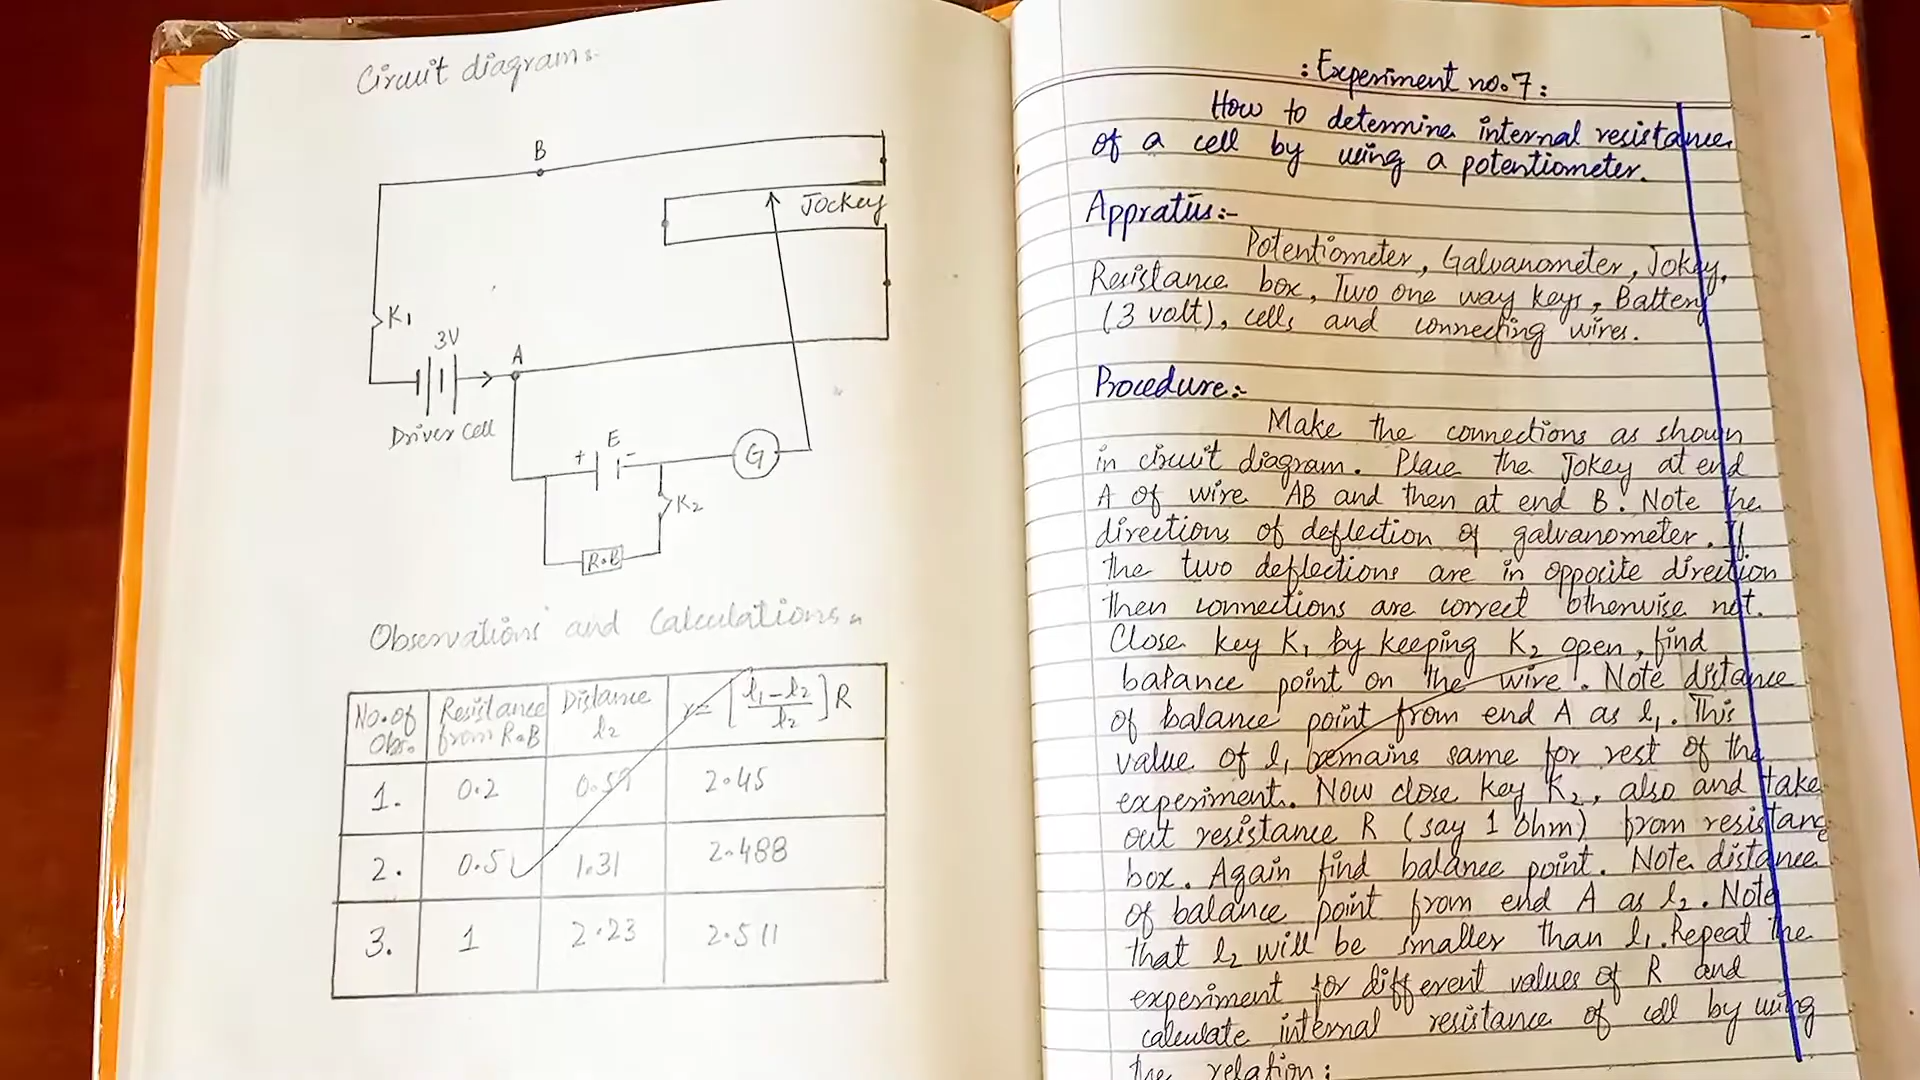 Circuit diagram:-
B
Jockey
K1
3V
A
Driver cell
E
+ -
G
K2
R.B
Observations and Calculations:-
No. of Obs. | Resistance from R.B | Distance l2 | r = [l1-l2/l2]R
1. | 0.2 | 0.59 | 2.45
2. | 0.5 | 1.31 | 2.488
3. | 1 | 2.23 | 2.511
: Experiment no. 7 :
How to determine internal resistance
of a cell by using a potentiometer.
Appratus:-
Potentiometer, Galvanometer, Jokey,
Resistance box, Two one way keys, Battery
(3 volt), cells and connecting wires.
Procedure:-
Make the connections as shown
in circuit diagram. Place the Jokey at end
A of wire AB and then at end B. Note the
directions of deflection of galvanometer. If
the two deflections are in opposite direction
then connections are correct otherwise not.
Close key K1 by keeping K2 open, find
balance point on the wire. Note distance
of balance point from end A as l1. This
value of l1 remains same for rest of the
experiment. Now close key K2, also and take
out resistance R (say 1 ohm) from resistance
box. Again find balance point. Note distance
of balance point from end A as l2. Note
that l2 will be smaller than l1. Repeat the
experiment for different values of R and
calculate internal resistance of cell by using
the relation: